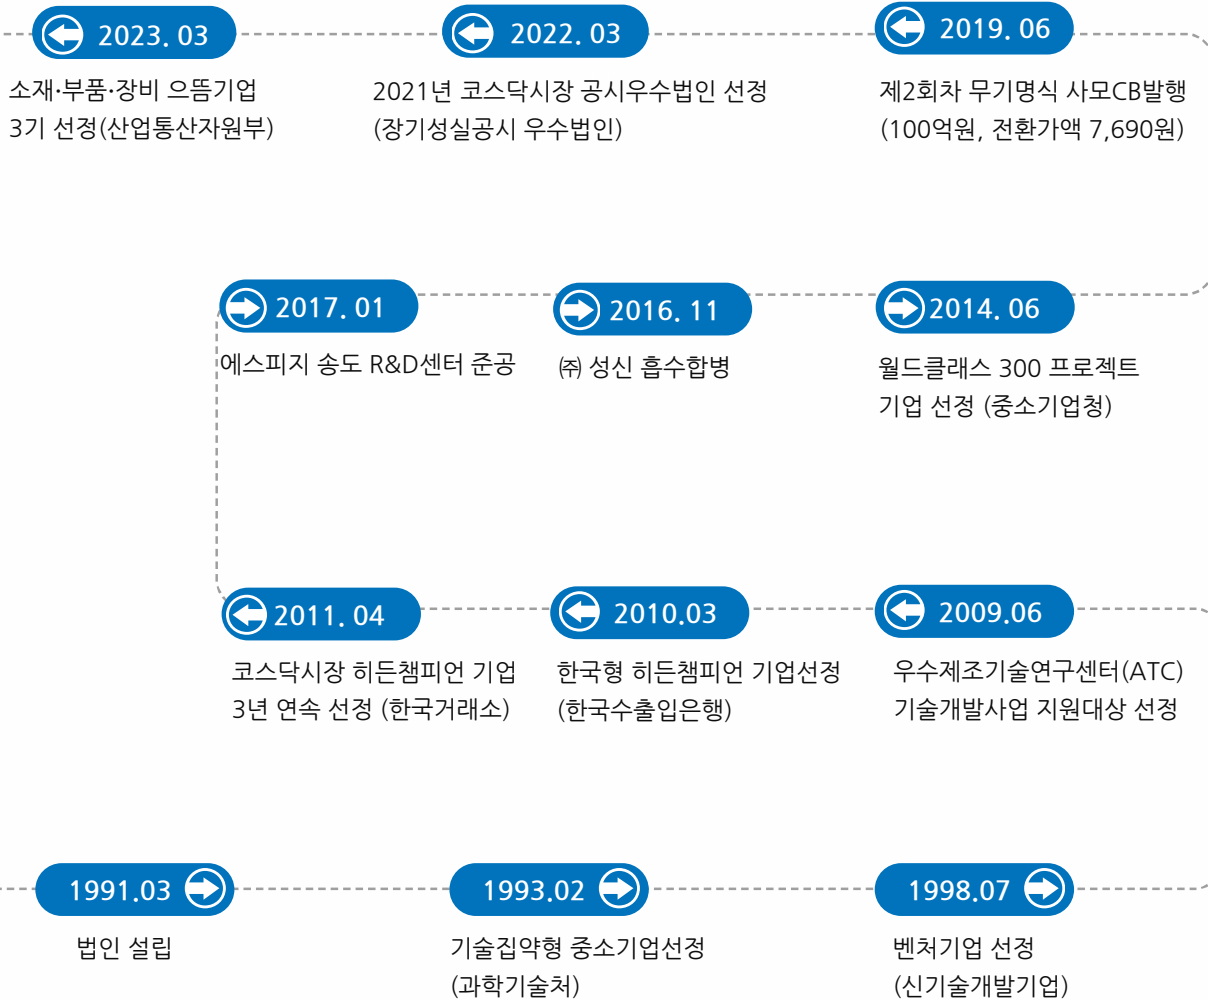 2023. 03
소재·부품·장비 으뜸기업
3기 선정(산업통산자원부)
2022. 03
2021년 코스닥시장 공시우수법인 선정
(장기성실공시 우수법인)
2019. 06
제2회차 무기명식 사모CB발행
(100억원, 전환가액 7,690원)
2017. 01
에스피지 송도 R&D센터 준공
2016. 11
㈜ 성신 흡수합병
2014. 06
월드클래스 300 프로젝트
기업 선정 (중소기업청)
2011. 04
코스닥시장 히든챔피언 기업
3년 연속 선정 (한국거래소)
2010.03
한국형 히든챔피언 기업선정
(한국수출입은행)
2009.06
우수제조기술연구센터(ATC)
기술개발사업 지원대상 선정
1991.03
법인 설립
1993.02
기술집약형 중소기업선정
(과학기술처)
1998.07
벤처기업 선정
(신기술개발기업)